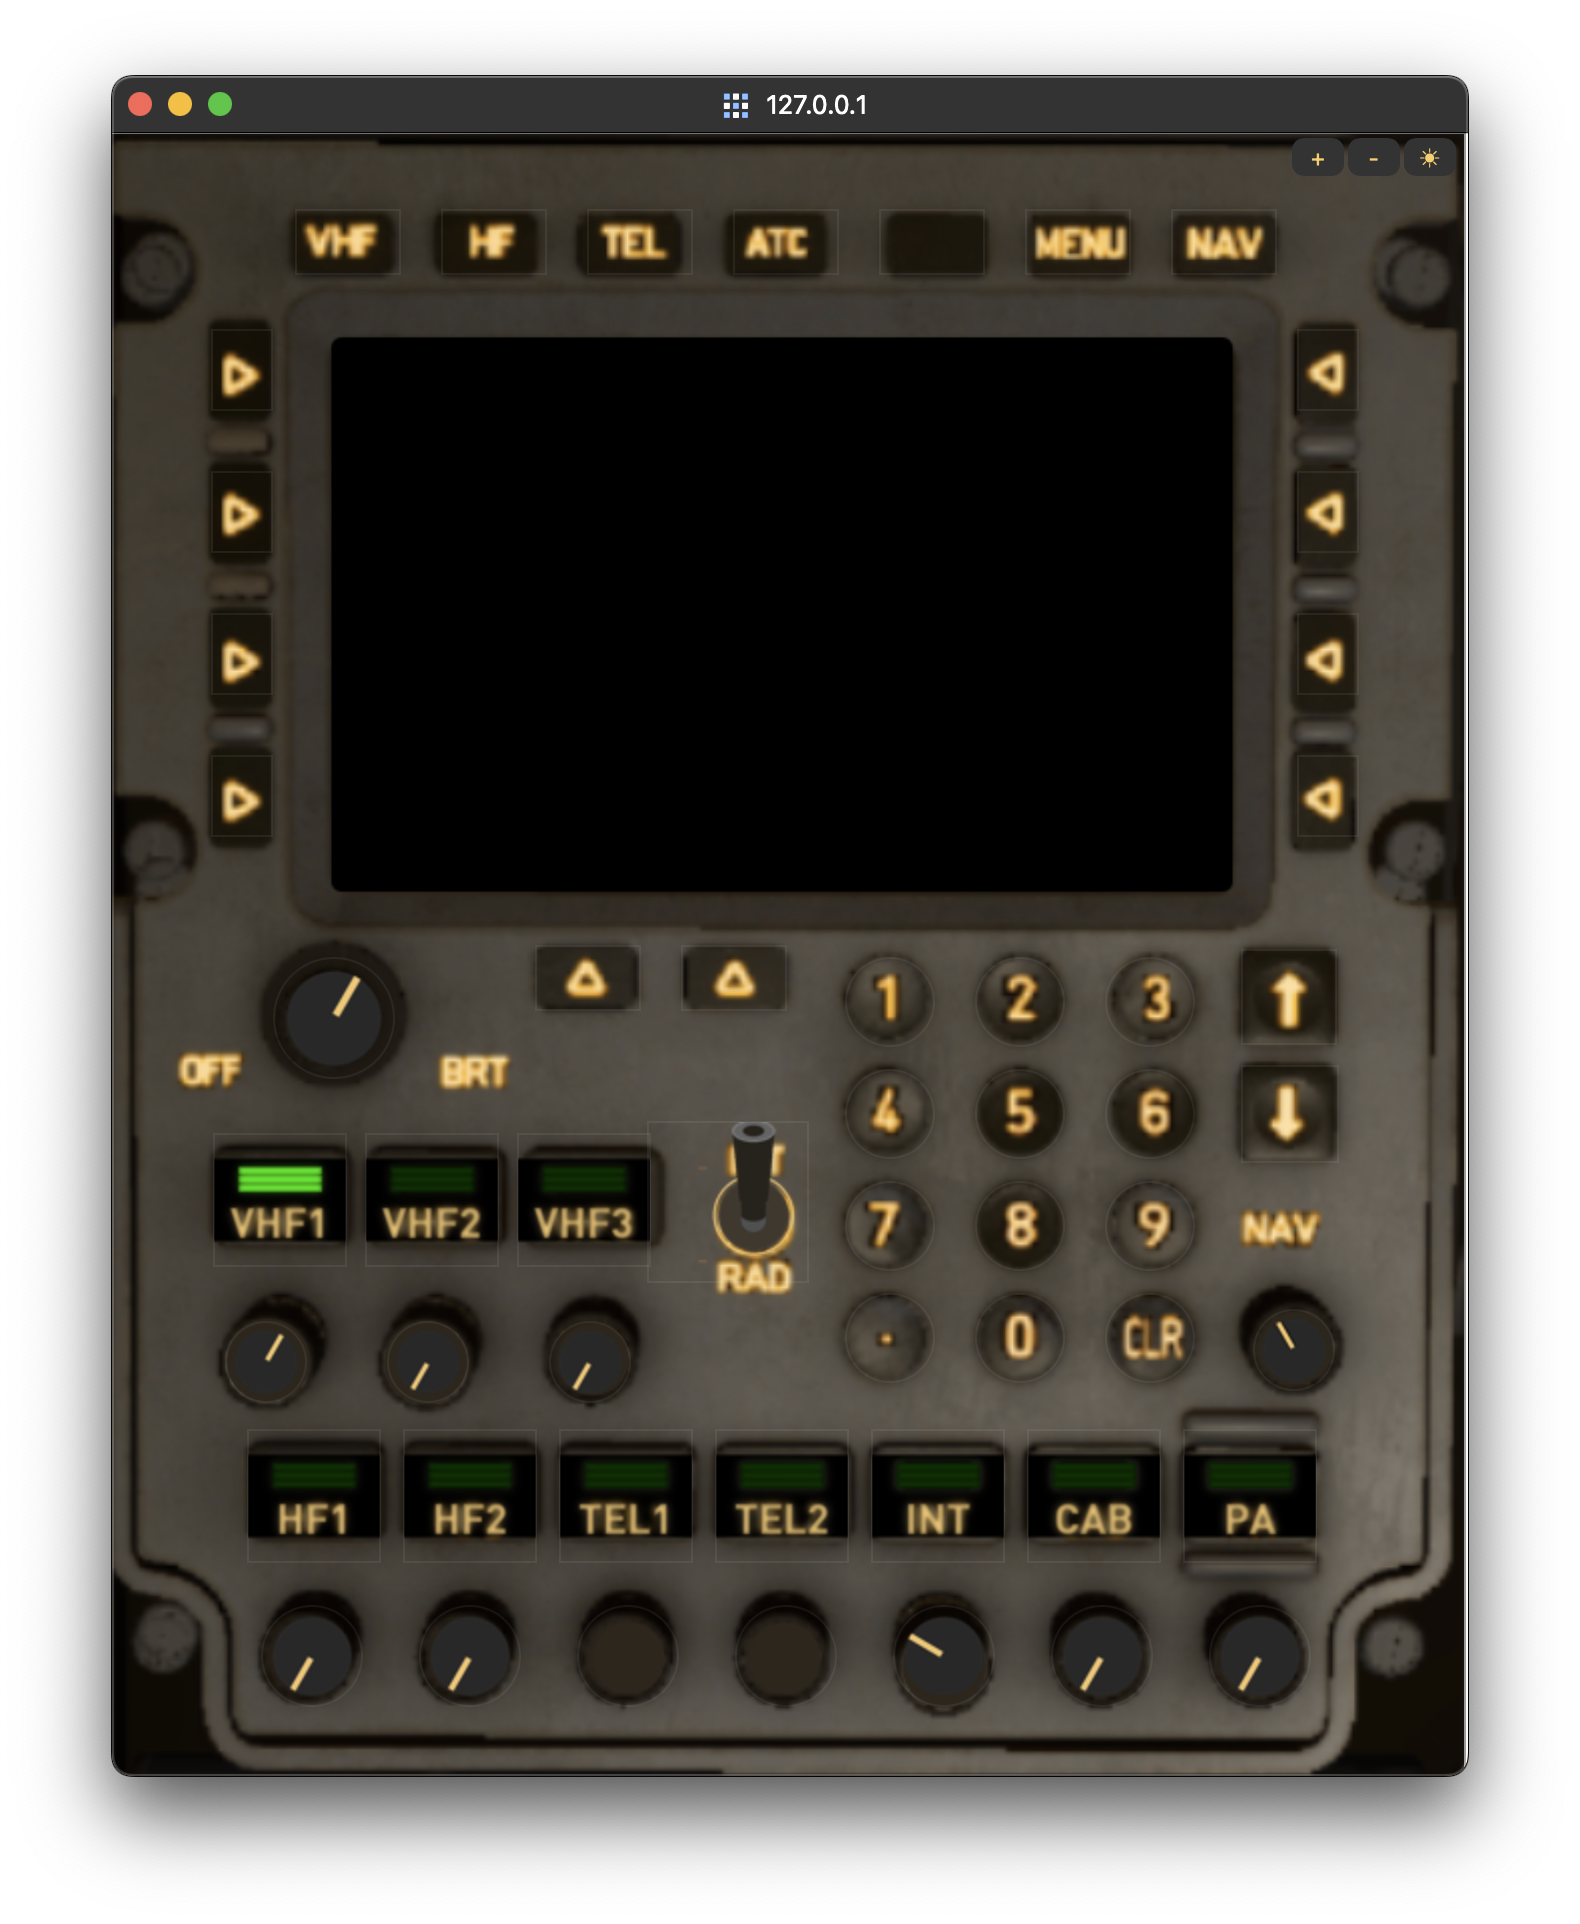 127.0.0.1
+ - ☀
VHF HF TEL ATC MENU NAV
1 2 3
OFF BRT
4 5 6
VHF1 VHF2 VHF3
7 8 9 NAV
RAD
. 0 CLR
HF1 HF2 TEL1 TEL2 INT CAB PA